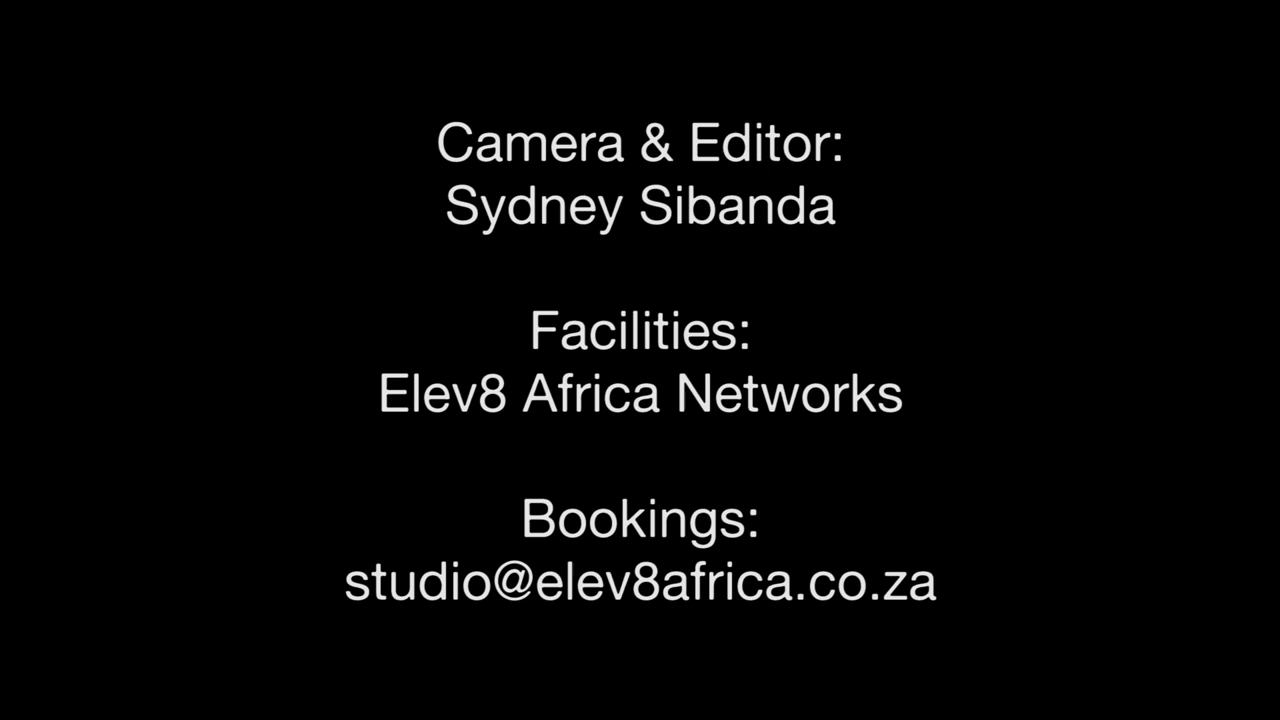 Camera & Editor:
Sydney Sibanda
Facilities:
Elev8 Africa Networks
Bookings:
studio@elev8africa.co.za